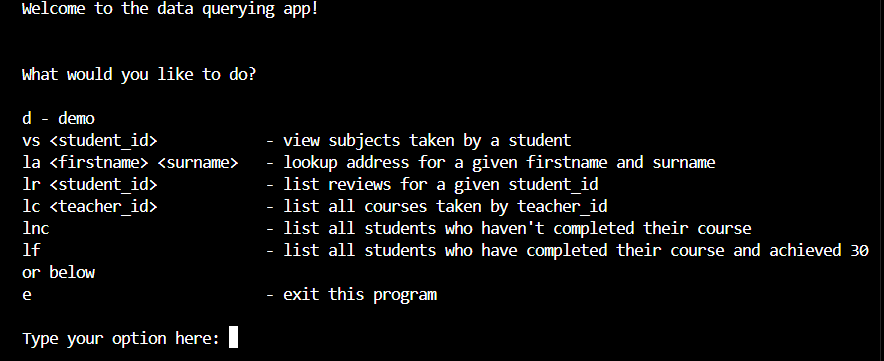 Welcome to the data querying app!
What would you like to do?
d - demo
vs <student_id> - view subjects taken by a student
la <firstname> <surname> - lookup address for a given firstname and surname
lr <student_id> - list reviews for a given student_id
lc <teacher_id> - list all courses taken by teacher_id
lnc - list all students who haven't completed their course
lf - list all students who have completed their course and achieved 30
or below
e - exit this program
Type your option here: